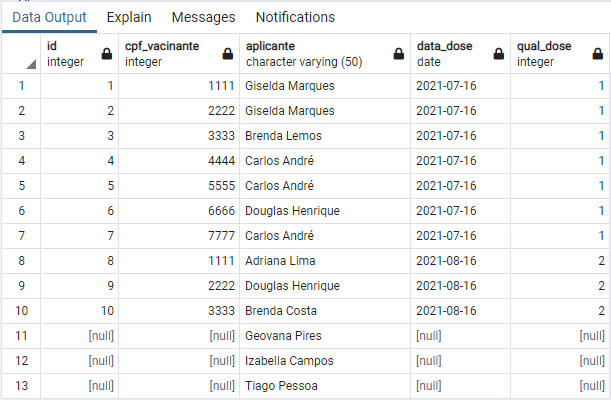 Data Output Explain Messages Notifications
id cpf_vacinante aplicante data_dose qual_dose
integer integer character varying (50) date integer
1 1 1111 Giselda Marques 2021-07-16 1
2 2 2222 Giselda Marques 2021-07-16 1
3 3 3333 Brenda Lemos 2021-07-16 1
4 4 4444 Carlos André 2021-07-16 1
5 5 5555 Carlos André 2021-07-16 1
6 6 6666 Douglas Henrique 2021-07-16 1
7 7 7777 Carlos André 2021-07-16 1
8 8 1111 Adriana Lima 2021-08-16 2
9 9 2222 Douglas Henrique 2021-08-16 2
10 10 3333 Brenda Costa 2021-08-16 2
11 [null] [null] Geovana Pires [null] [null]
12 [null] [null] Izabella Campos [null] [null]
13 [null] [null] Tiago Pessoa [null] [null]